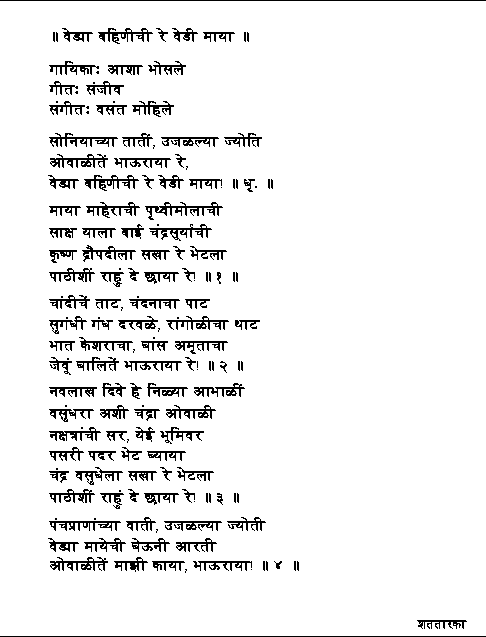 ॥ वेड्या बहिणीची रे वेडी माया ॥
गायिकाः आशा भोसले
गीतः संजीव
संगीतः वसंत मोहिले
सोनियाच्या तातीं, उजळल्या ज्योति
ओवाळीतें भाऊराया रे,
वेड्या बहिणीची रे वेडी माया! ॥ धृ. ॥
माया माहेराची पृथ्वीमोलाची
साक्ष याला बाई चंद्रसूर्यांची
कृष्ण द्रौपदीला सखा रे भेटला
पाठीशीं राहुं दे छाया रे! ॥ १ ॥
चांदीचें ताट, चंदनाचा पाट
सुगंधी गंध दरवळे, रांगोळीचा थाट
भात केशराचा, घांस अमृताचा
जेवूं घालितें भाऊराया रे! ॥ २ ॥
नवलाख दिवे हे निळ्या आभाळीं
वसुंधरा अशी चंद्रा ओवाळी
नक्षत्रांची सर, येई भूमिवर
पसरी पदर भेट घ्याया
चंद्र वसुधेला सखा रे भेटला
पाठीशीं राहुं दे छाया रे! ॥ ३ ॥
पंचप्राणांच्या वाती, उजळल्या ज्योती
वेड्या मायेची घेऊनी आरती
ओवाळीतें माझी काया, भाऊराया! ॥ ४ ॥
शततारका